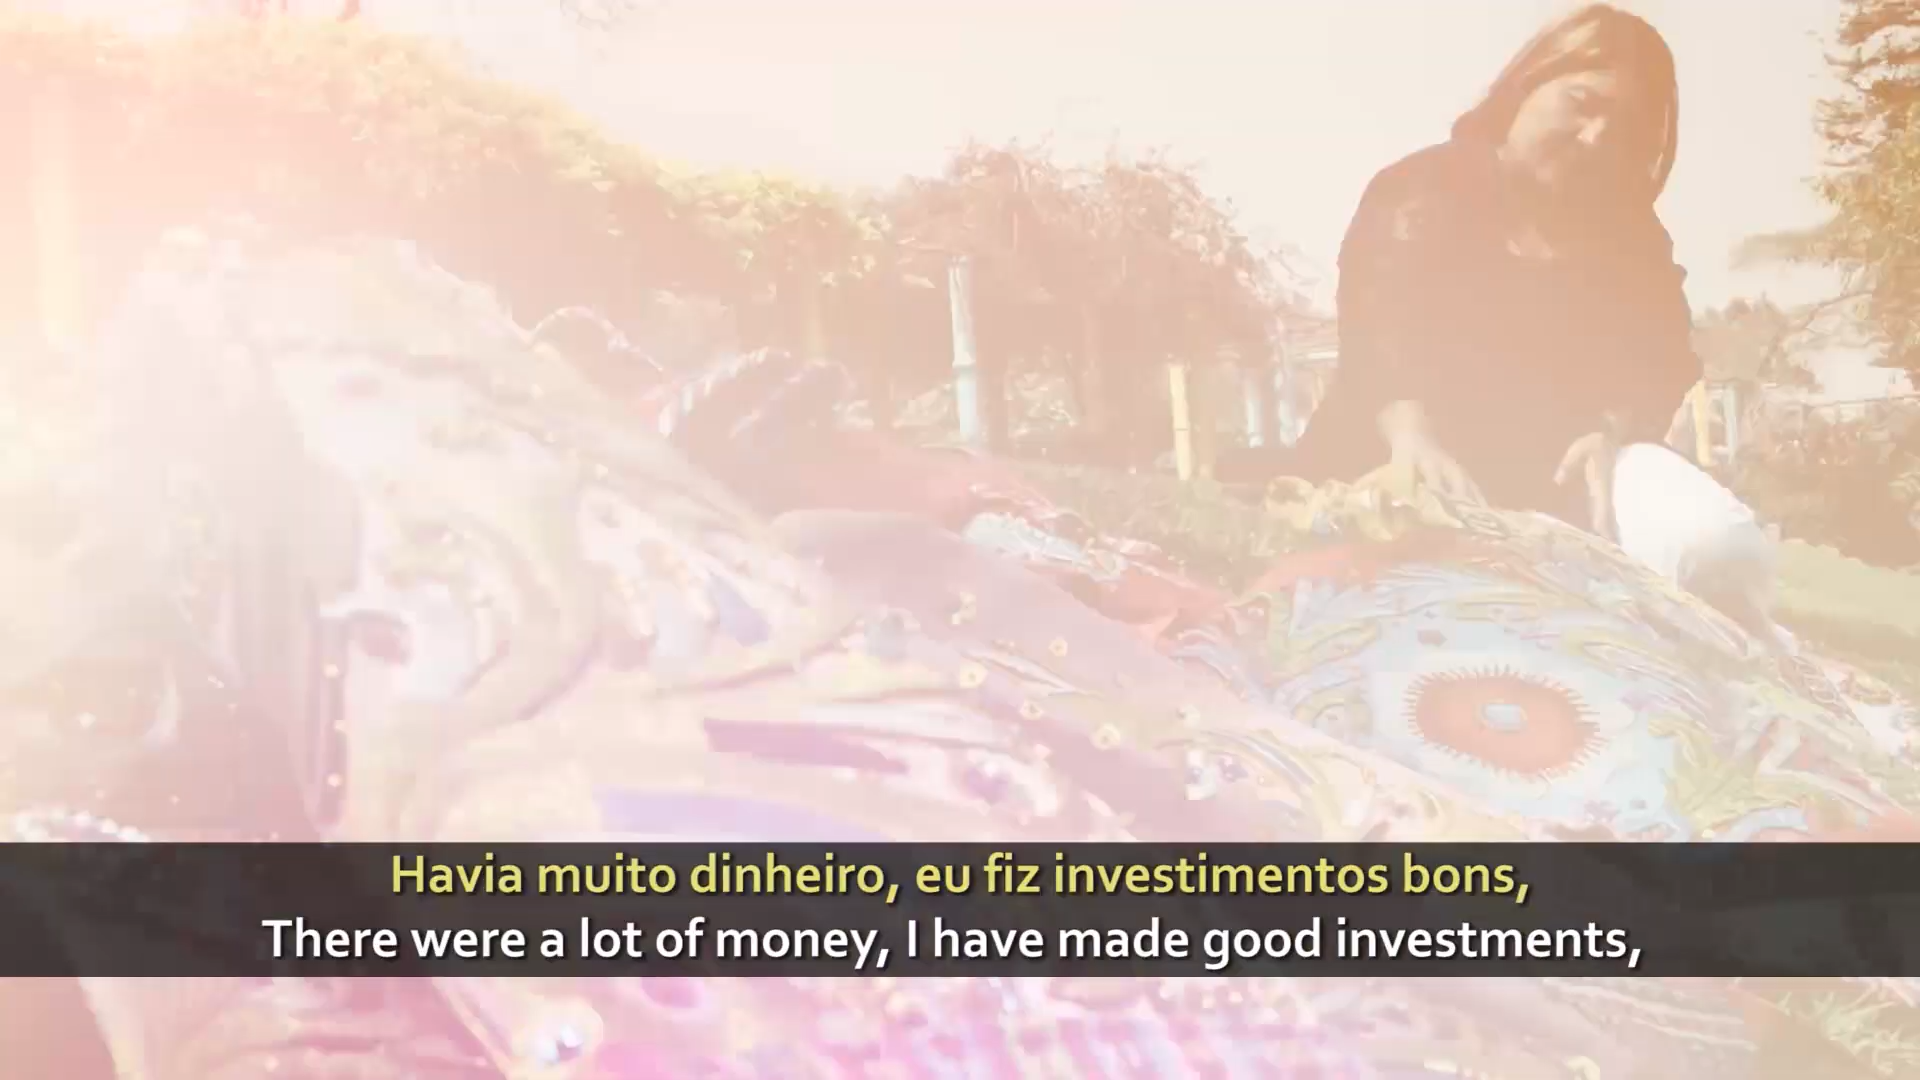 Havia muito dinheiro, eu fiz investimentos bons,
There were a lot of money, I have made good investments,